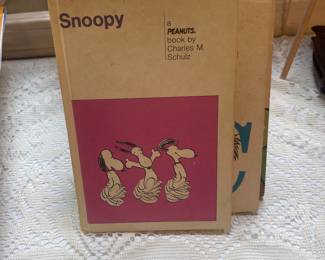 Snoopy
a
PEANUTS®
book by
Charles M.
Schulz